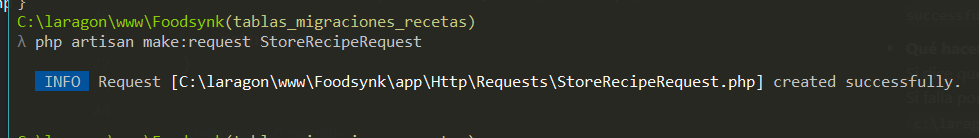 }
C:\laragon\www\Foodsynk(tablas_migraciones_recetas)
λ php artisan make:request StoreRecipeRequest
INFO Request [C:\laragon\www\Foodsynk\app\Http\Requests\StoreRecipeRequest.php] created successfully.